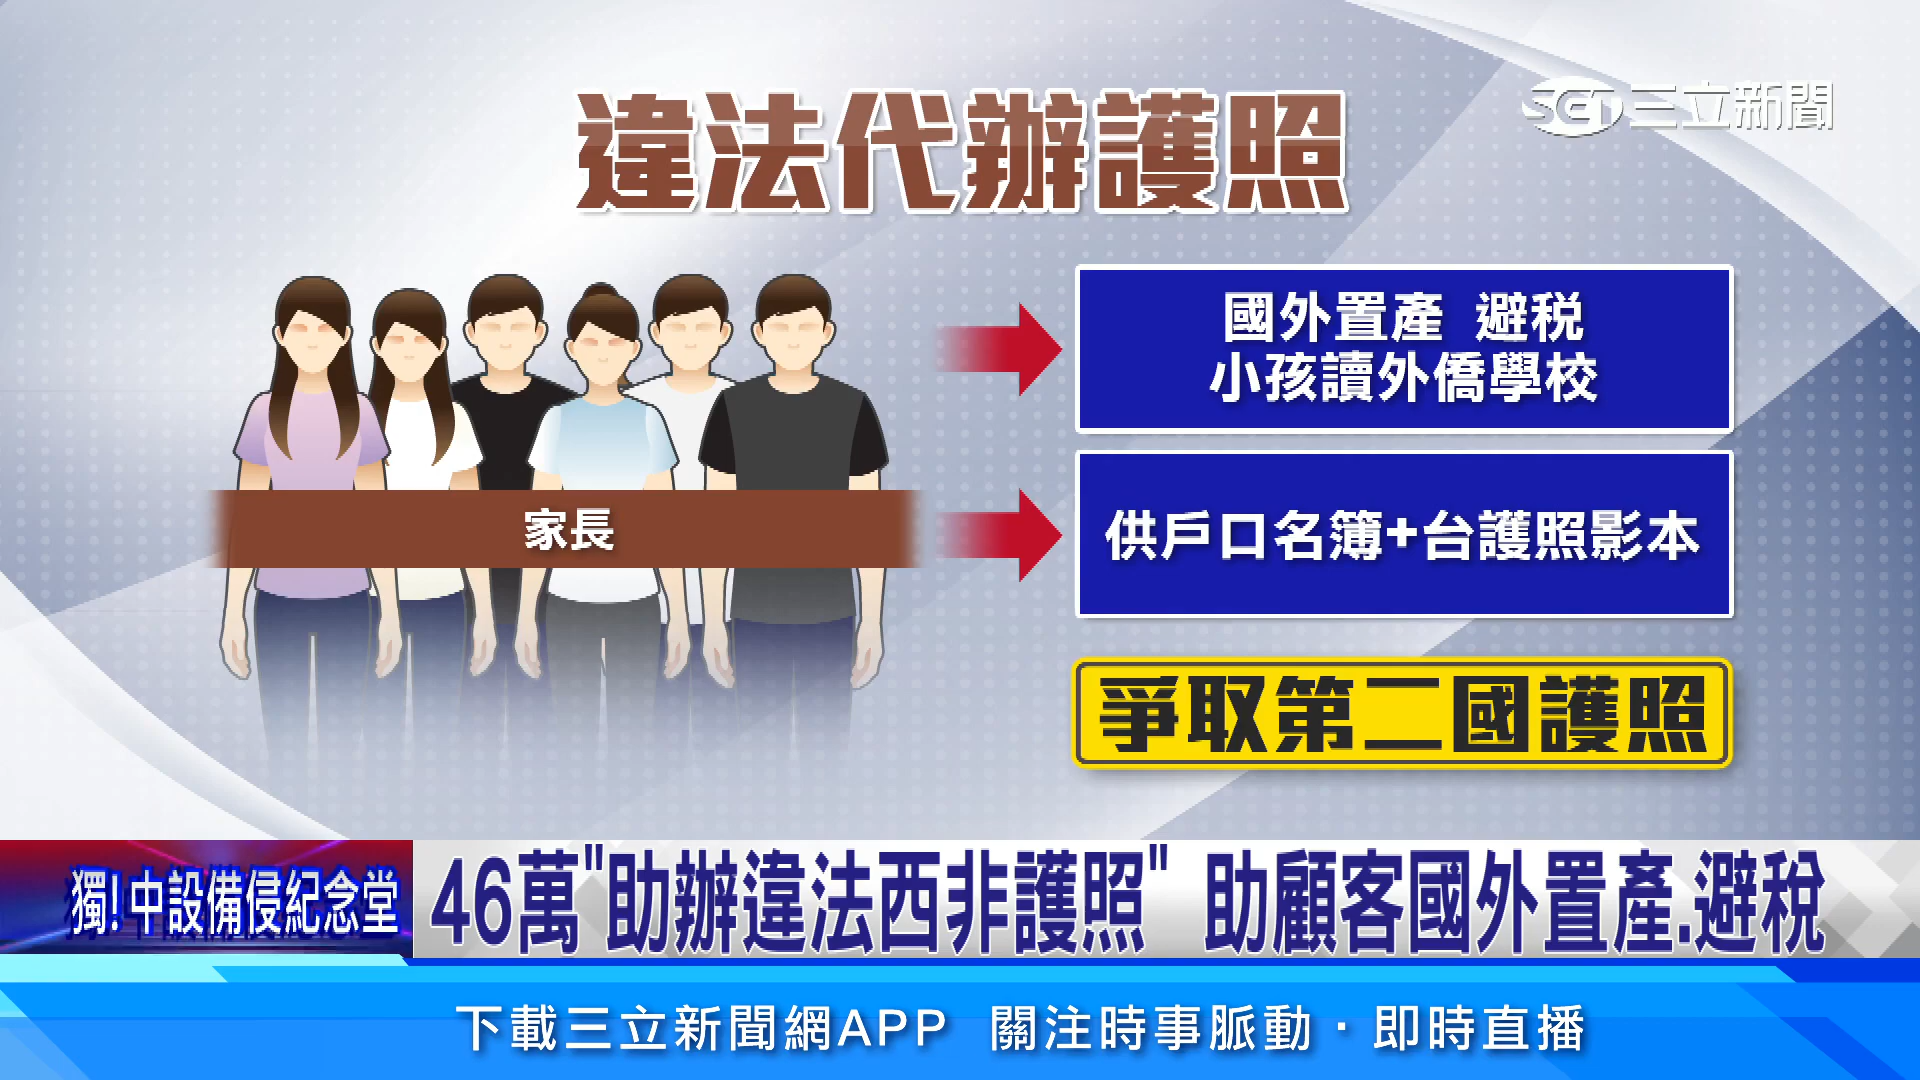 違法代辦護照
SET三立新聞
國外置產 避税
小孩讀外僑學校
家長
供戶口名簿+台護照影本
爭取第二國護照
獨!中設備侵紀念堂
46萬"助辦違法西非護照" 助顧客國外置產.避稅
下載三立新聞網APP 關注時事脈動·即時直播